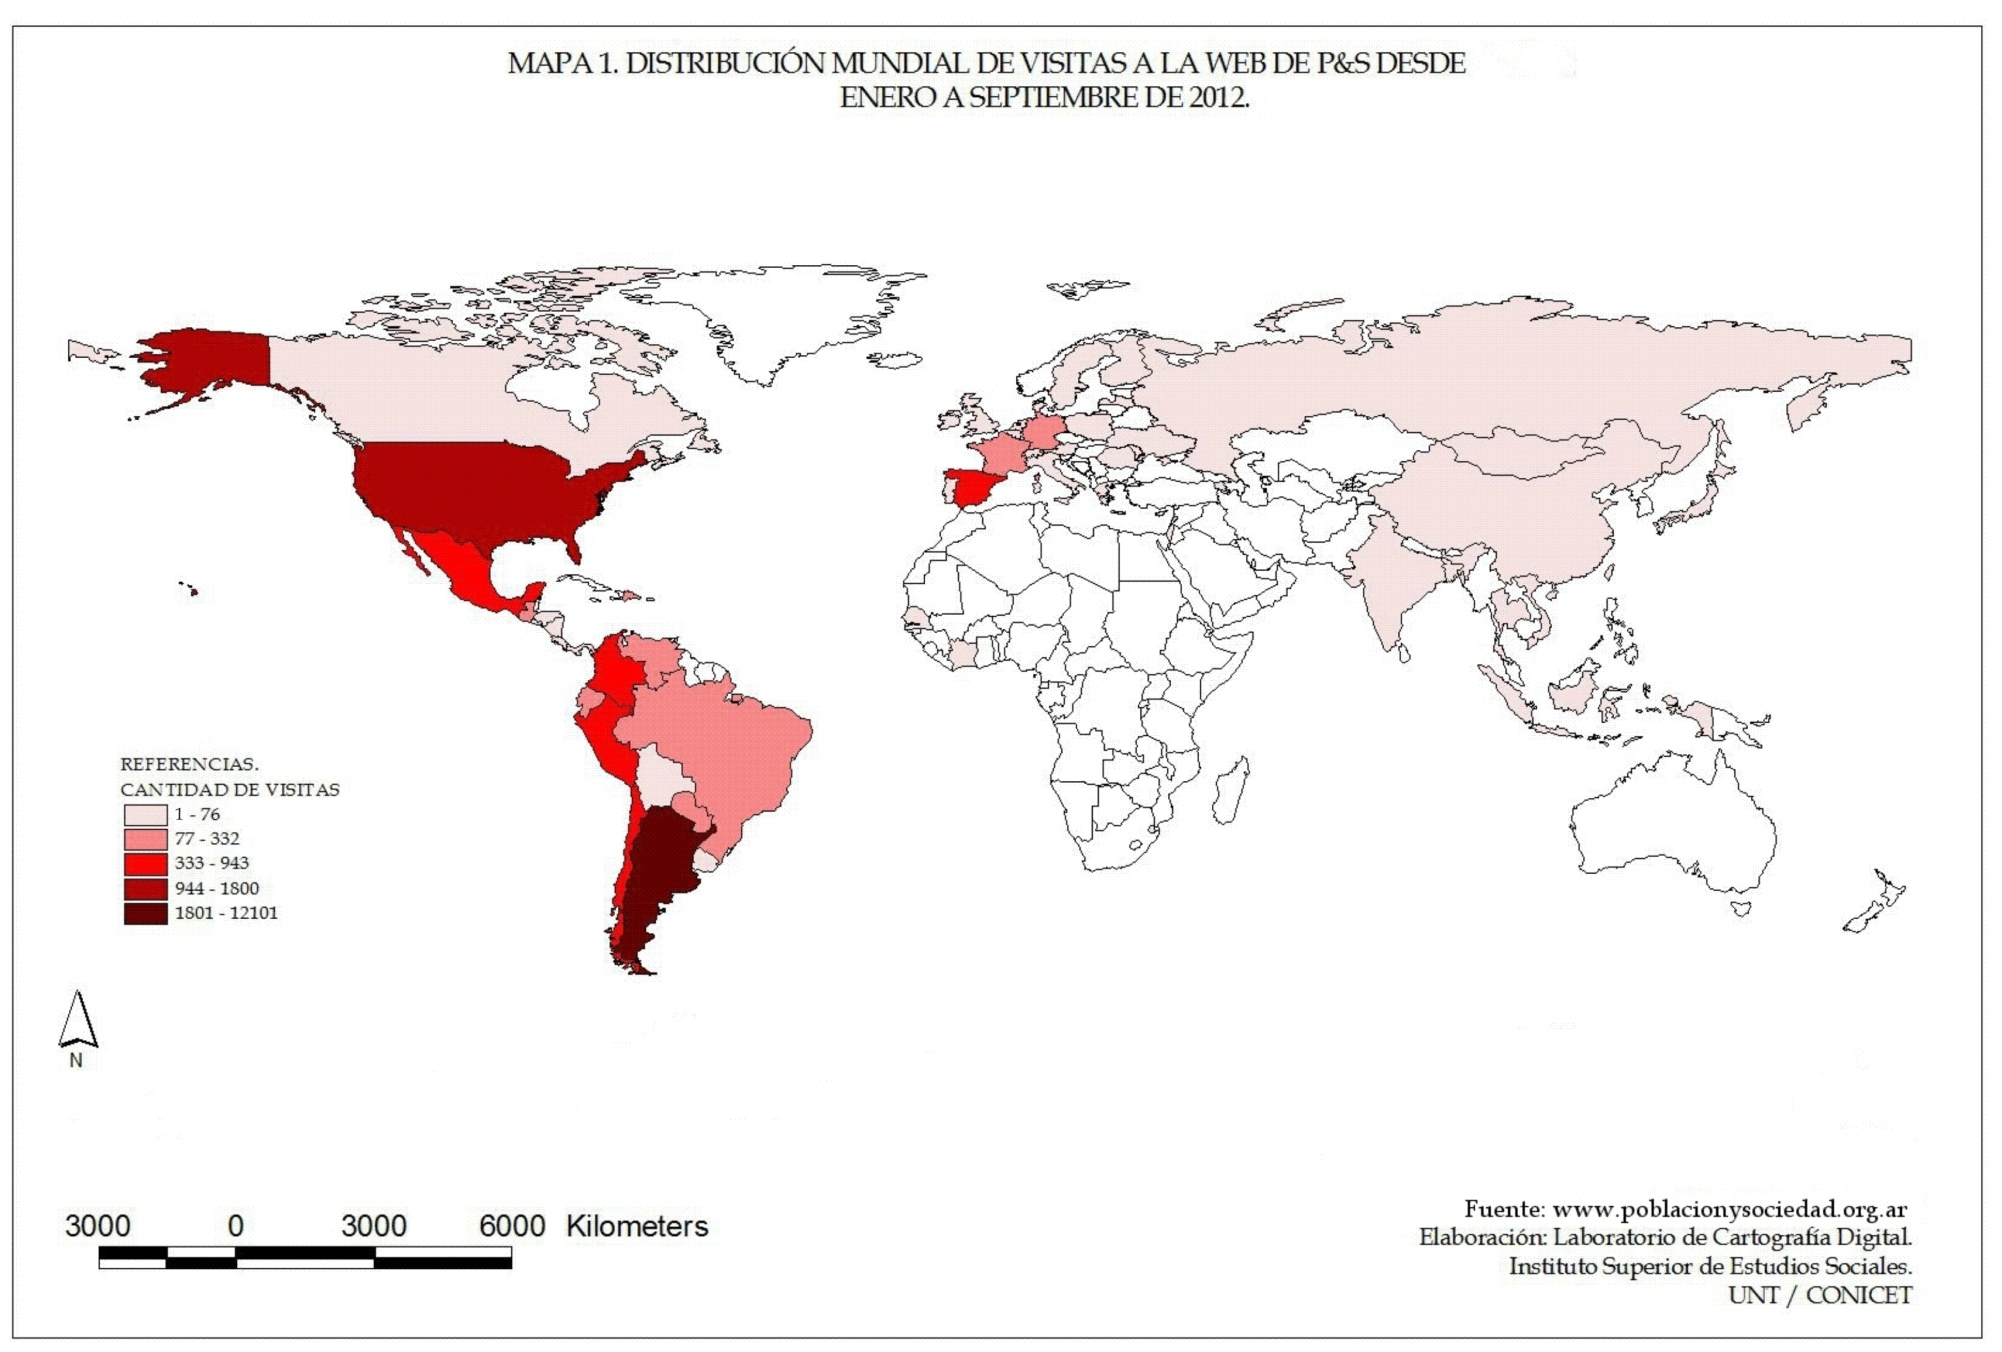 MAPA 1. DISTRIBUCIÓN MUNDIAL DE VISITAS A LA WEB DE P&S DESDE
ENERO A SEPTIEMBRE DE 2012.
REFERENCIAS.
CANTIDAD DE VISITAS
1 - 76
77 - 332
333 - 943
944 - 1800
1801 - 12101
N
3000 0 3000 6000 Kilometers
Fuente: www.poblacionysociedad.org.ar
Elaboración: Laboratorio de Cartografía Digital.
Instituto Superior de Estudios Sociales.
UNT / CONICET